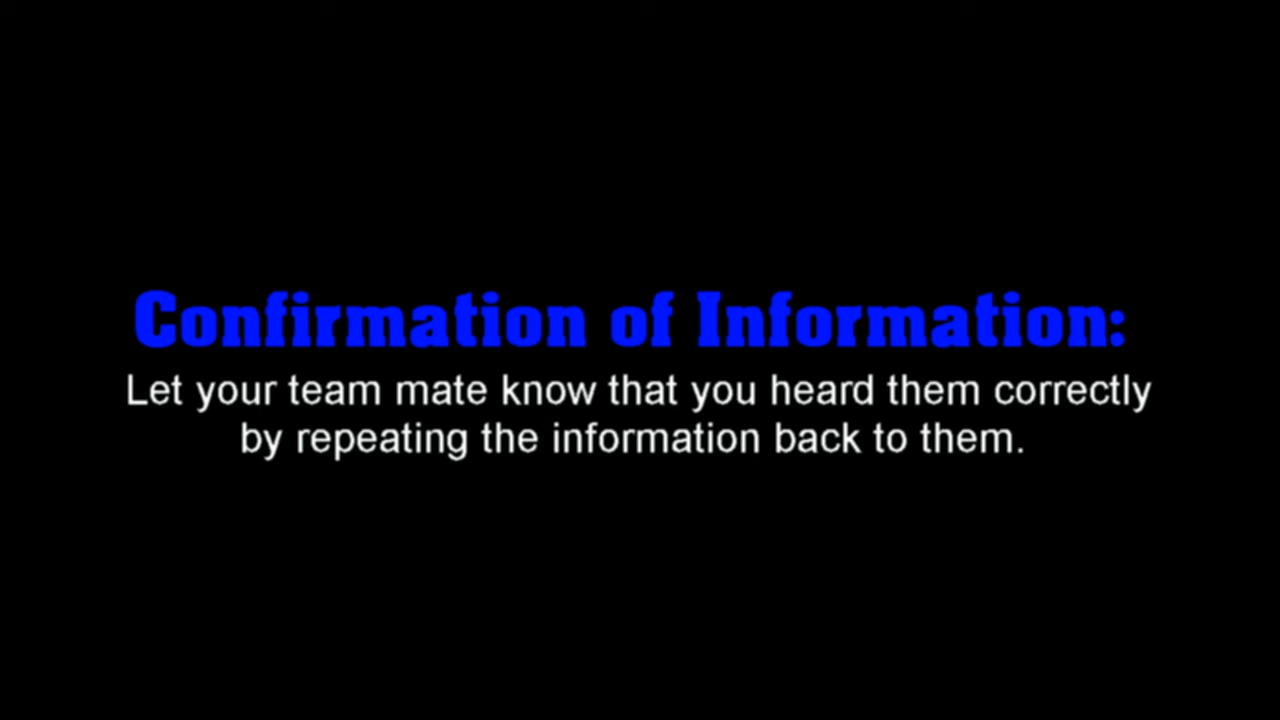 Confirmation of Information:
Let your team mate know that you heard them correctly
by repeating the information back to them.